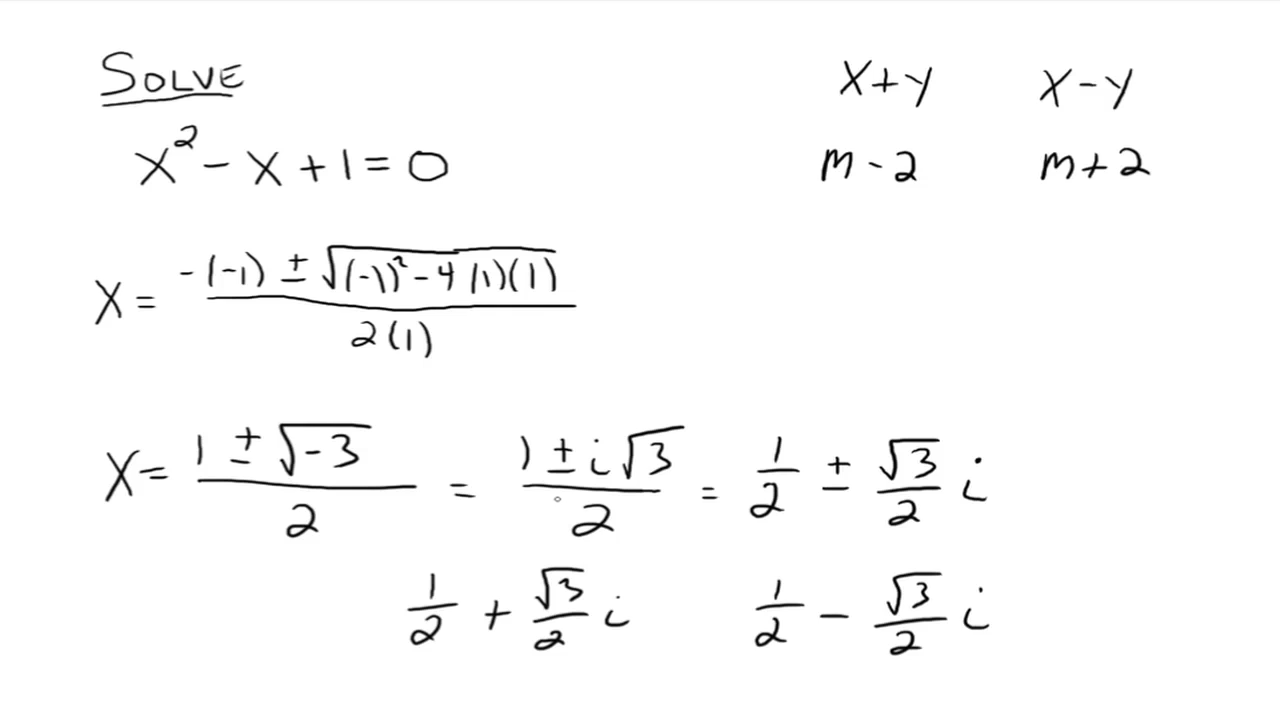 SOLVE
x² - x + 1 = 0
x + y    x - y
m - 2    m + 2
x = (-(-1) ± √((-1)² - 4(1)(1))) / 2(1)
x = (1 ± √-3) / 2 = (1 ± i√3) / 2 = 1/2 ± √3/2 i
1/2 + √3/2 i    1/2 - √3/2 i